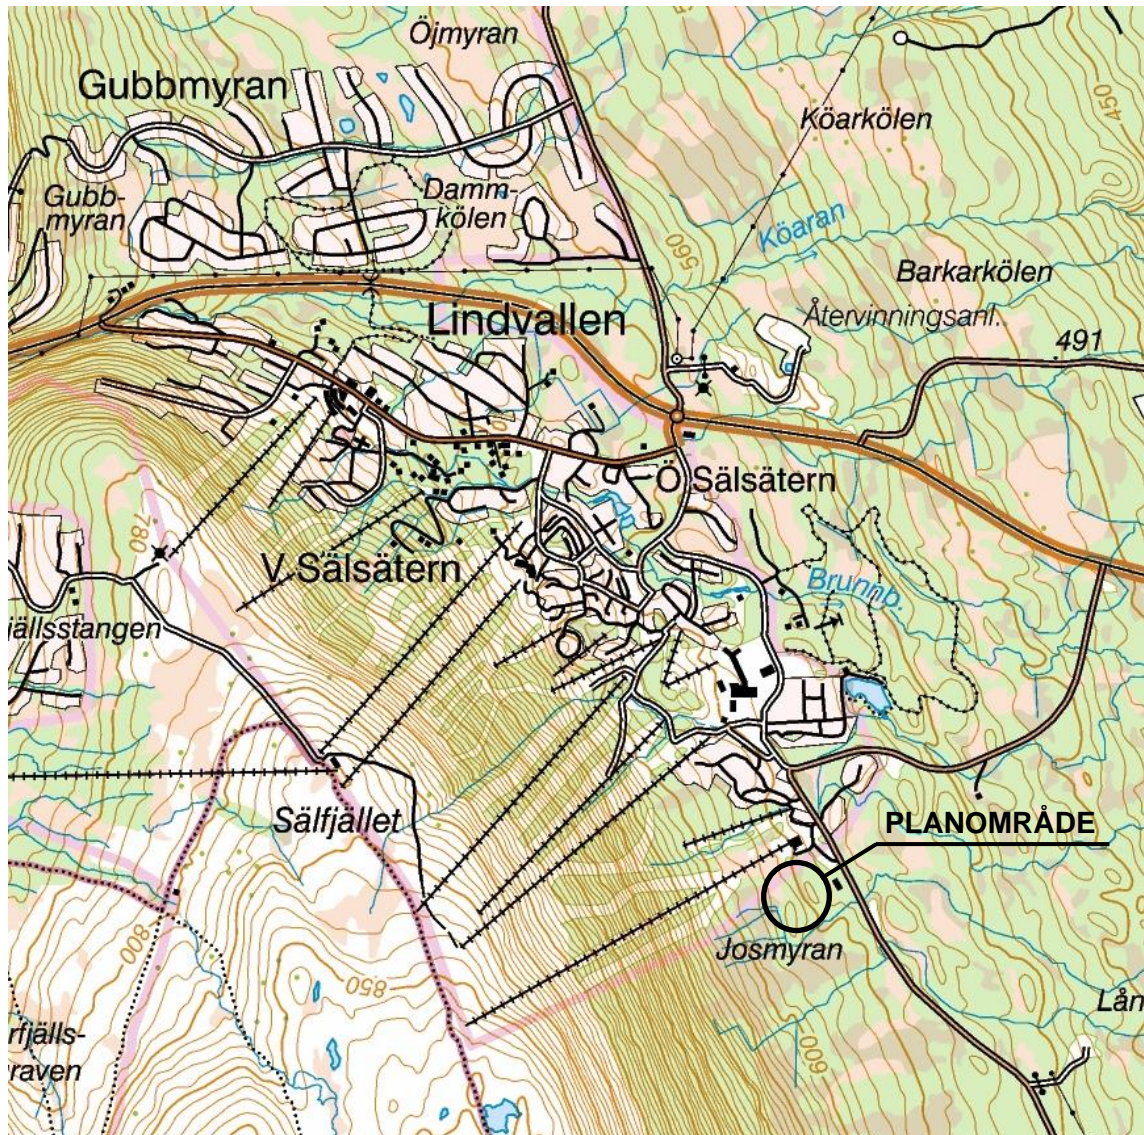 Öjmyran
Gubbmyran
450
Köarkölen
Gubb-
myran
Damm-
kölen
Köaran
560
Barkarkölen
Lindvallen
Återvinningsanl.
491
Ö Sälsätern
780
V Sälsätern
Brunnb.
jällsstangen
Sälfjället
PLANOMRÅDE
800
Josmyran
850
Lån
rfjälls-
raven
600